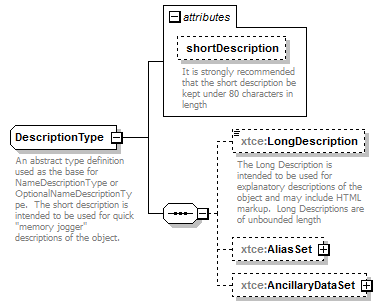 attributes
shortDescription
It is strongly recommended
that the short description be
kept under 80 characters in
length
DescriptionType
An abstract type definition
used as the base for
NameDescriptionType or
OptionalNameDescriptionTy
pe.  The short description is
intended to be used for quick
"memory jogger"
descriptions of the object.
xtce:LongDescription
The Long Description is
intended to be used for
explanatory descriptions of the
object and may include HTML
markup.  Long Descriptions are
of unbounded length
xtce:AliasSet
xtce:AncillaryDataSet